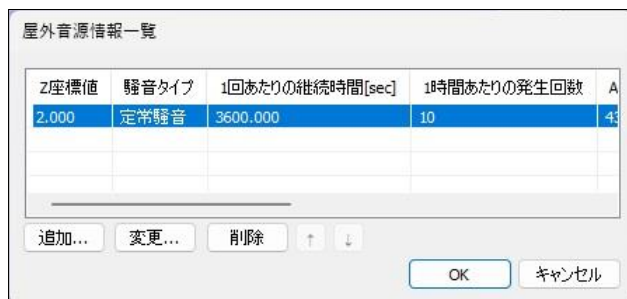 屋外音源情報一覧
Z座標値 騒音タイプ 1回あたりの継続時間[sec] 1時間あたりの発生回数 A
2.000 定常騒音 3600.000 10 43
追加... 変更... 削除 ↑ ↓
OK キャンセル